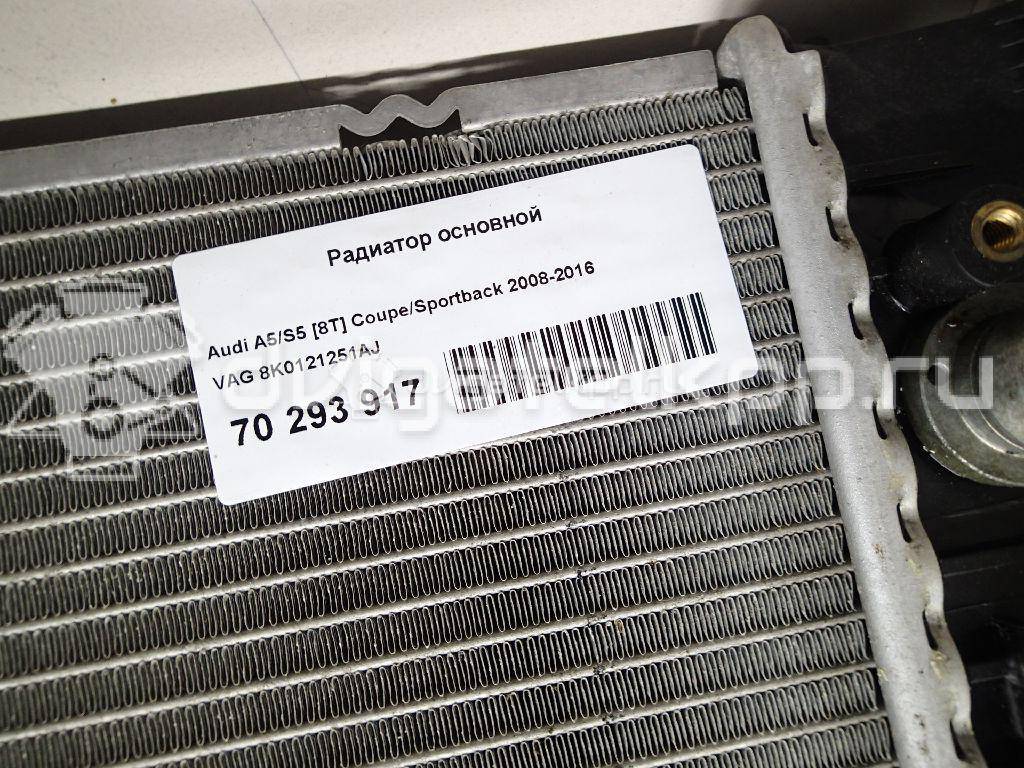 Радиатор основной
Audi A5/S5 [8T] Coupe/Sportback 2008-2016
VAG 8K0121251AJ
70 293 917